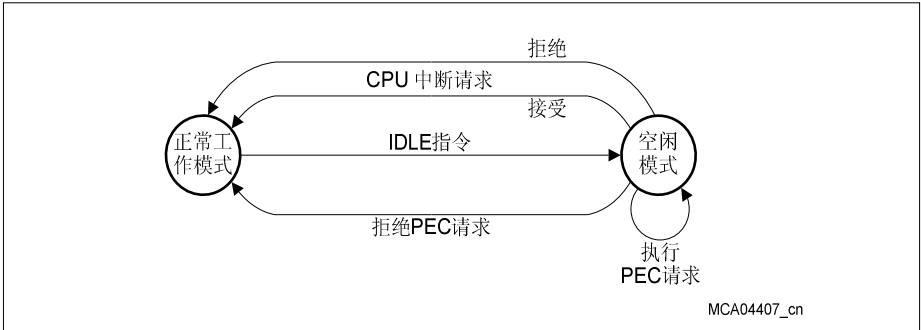 拒绝
CPU 中断请求
接受
正常工
作模式
IDLE指令
空闲
模式
拒绝PEC请求
执行
PEC请求
MCA04407_cn